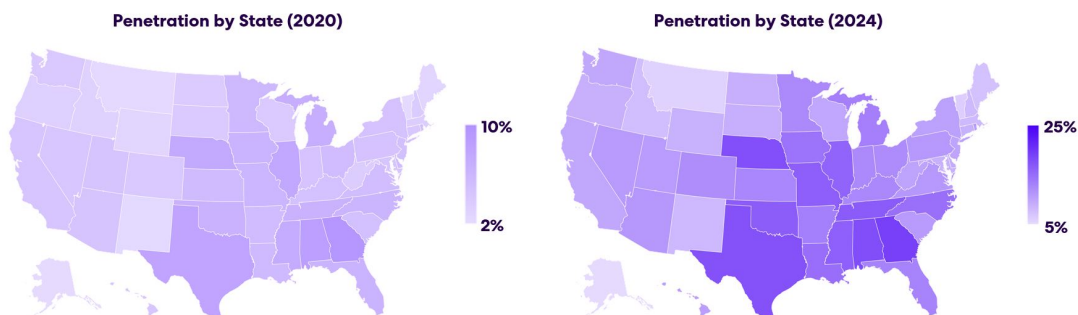 Penetration by State (2020)
10%
2%
Penetration by State (2024)
25%
5%